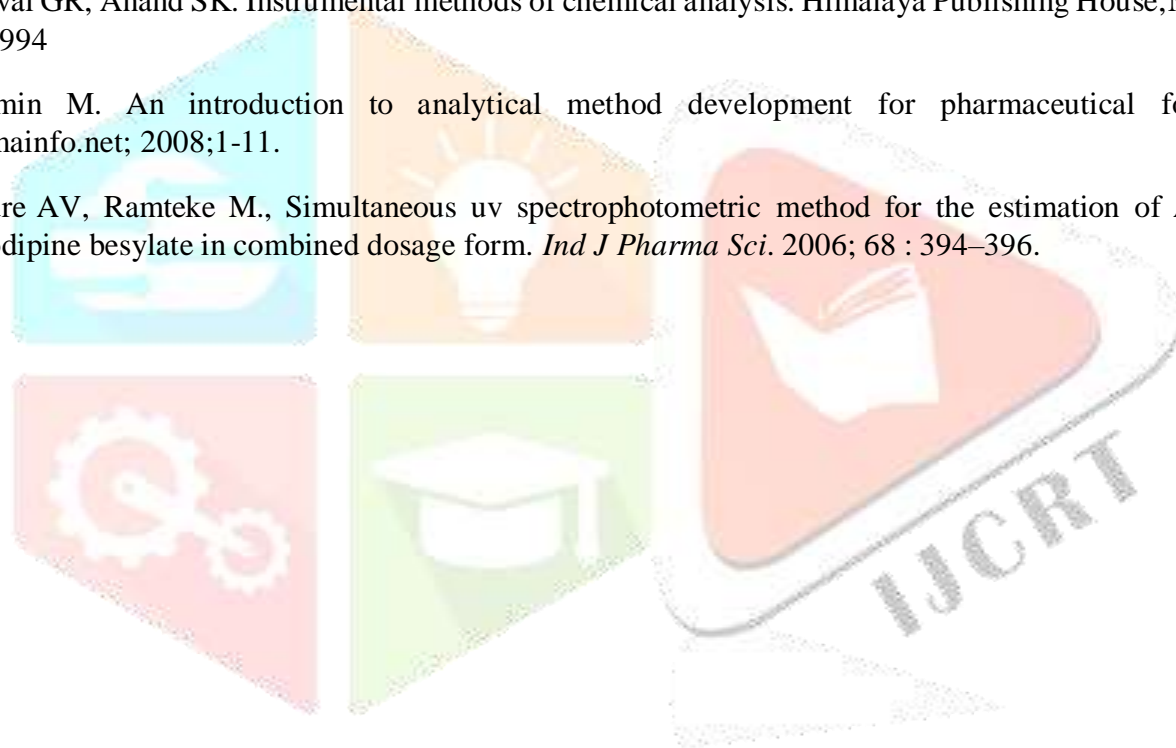 wal GR, Anand SK. Instrumental methods of chemical analysis. Himalaya Publishing House,
994
min M. An introduction to analytical method development for pharmaceutical fo
nainfo.net; 2008;1-11.
re AV, Ramteke M., Simultaneous uv spectrophotometric method for the estimation of
odipine besylate in combined dosage form. Ind J Pharma Sci. 2006; 68 : 394–396.
IJCRT